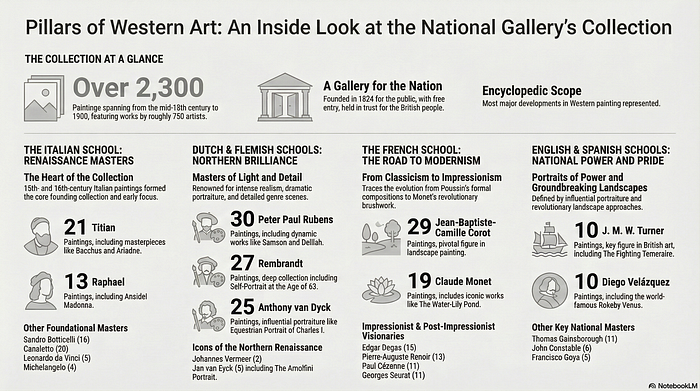 Pillars of Western Art: An Inside Look at the National Gallery's Collection
THE COLLECTION AT A GLANCE
Over 2,300
Paintings spanning from the mid-18th century to
1900, featuring works by roughly 750 artists.
A Gallery for the Nation
Founded in 1824 for the public, with free
entry, held in trust for the British people.
Encyclopedic Scope
Most major developments in Western painting represented.
THE ITALIAN SCHOOL:
RENAISSANCE MASTERS
The Heart of the Collection
15th- and 16th-century Italian paintings formed
the core founding collection and early focus.
21 Titian
Paintings, including masterpieces
like Bacchus and Ariadne.
13 Raphael
Paintings, including Ansidel
Madonna.
Other Foundational Masters
Sandro Botticelli (16)
Canaletto (20)
Leonardo da Vinci (5)
Michelangelo (4)
DUTCH & FLEMISH SCHOOLS:
NORTHERN BRILLIANCE
Masters of Light and Detail
Renowned for intense realism, dramatic
portraiture, and detailed genre scenes.
30 Peter Paul Rubens
Paintings, including dynamic
works like Samson and Delilah.
27 Rembrandt
Paintings, deep collection including
Self-Portrait at the Age of 63.
25 Anthony van Dyck
Paintings, influential portraiture like
Equestrian Portrait of Charles I.
Icons of the Northern Renaissance
Johannes Vermeer (2)
Jan van Eyck (5) including The Arnolfini
Portrait.
THE FRENCH SCHOOL:
THE ROAD TO MODERNISM
From Classicism to Impressionism
Traces the evolution from Poussin's formal
compositions to Monet's revolutionary
brushwork.
29 Jean-Baptiste-
Camille Corot
Paintings, pivotal figure in
landscape painting.
19 Claude Monet
Paintings, includes iconic works
like The Water-Lily Pond.
Impressionist & Post-Impressionist
Visionaries
Edgar Degas (15)
Pierre-Auguste Renoir (13)
Paul Cézenne (11)
Georges Seurat (11)
ENGLISH & SPANISH SCHOOLS:
NATIONAL POWER AND PRIDE
Portraits of Power and
Groundbreaking Landscapes
Defined by influential portraiture and
revolutionary landscape approaches.
10 J. M. W. Turner
Paintings, key figure in British art,
including The Fighting Temeraire.
10 Diego Velázquez
Paintings, including the world-
famous Rokeby Venus.
Other Key National Masters
Thomas Gainsborough (11)
John Constable (6)
Francisco Goya (5)
NotebookLM